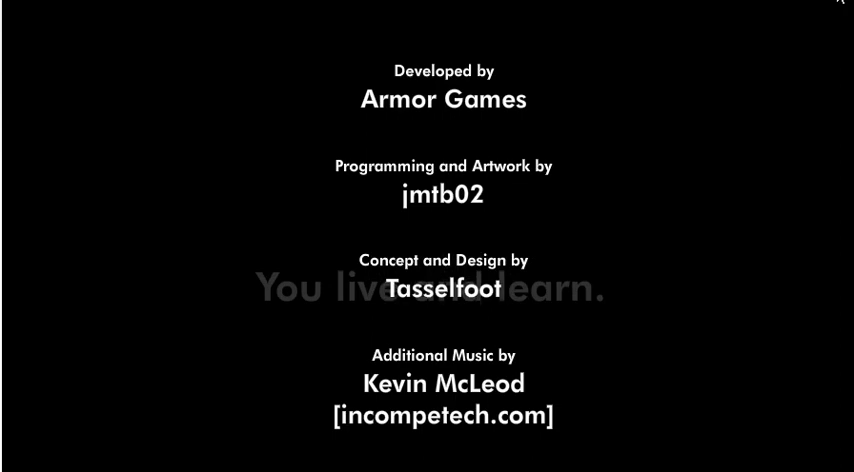 Developed by
Armor Games
Programming and Artwork by
jmtb02
Concept and Design by
Tasselfoot
You live and learn.
Additional Music by
Kevin McLeod
[incompetech.com]